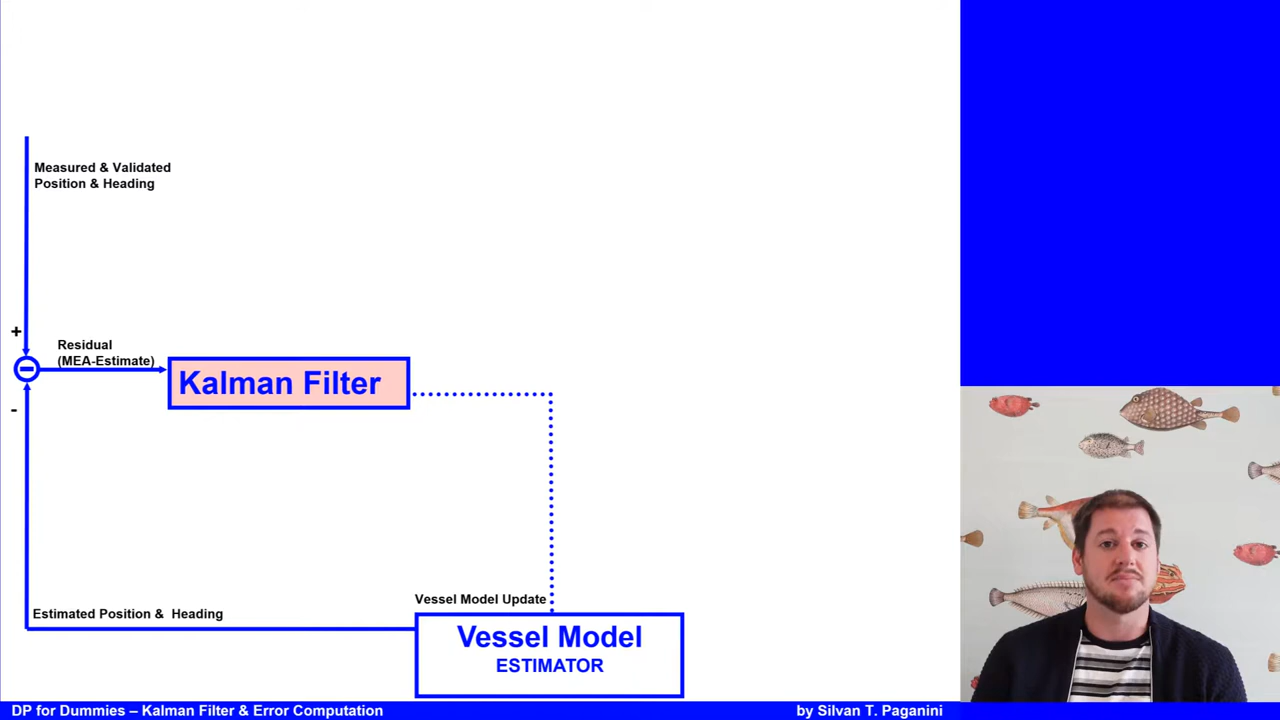 Measured & Validated
Position & Heading
+
Residual
(MEA-Estimate)
Kalman Filter
-
Vessel Model Update
Estimated Position & Heading
Vessel Model
ESTIMATOR
DP for Dummies – Kalman Filter & Error Computation
by Silvan T. Paganini